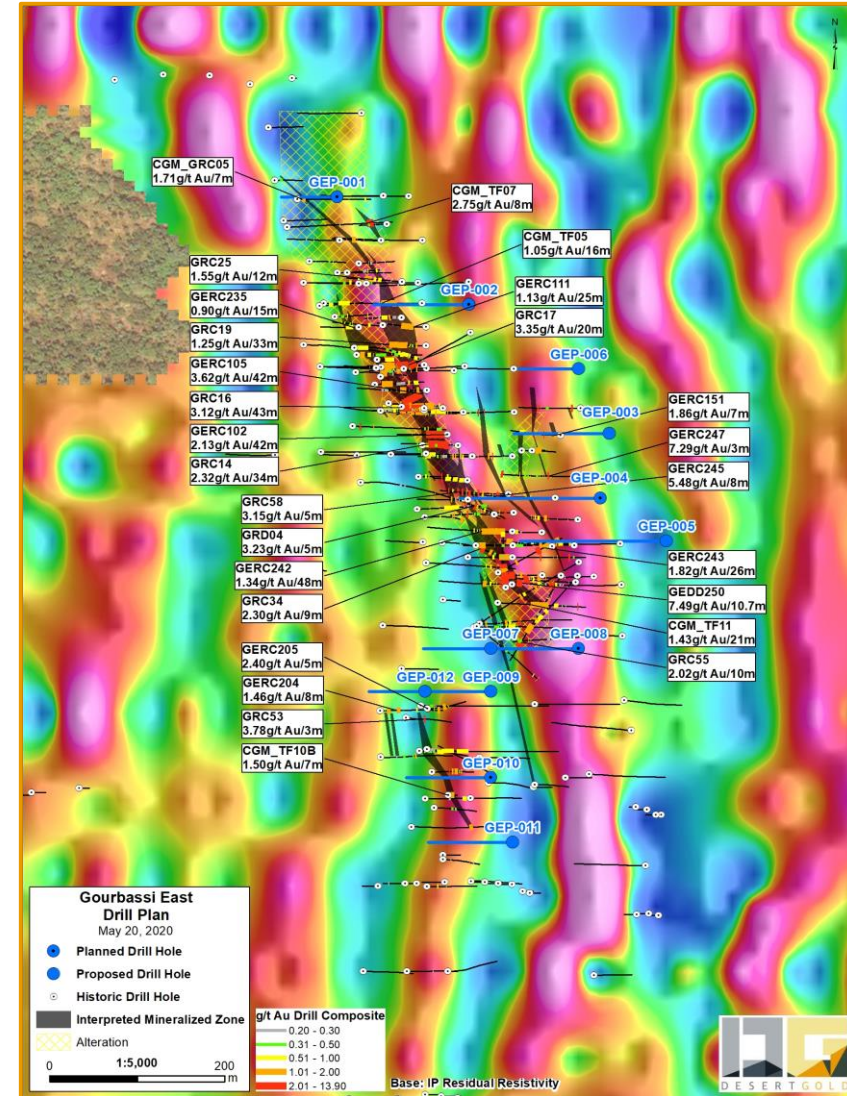 N
CGM_GRC05
1.71g/t Au/7m
GEP-001
CGM_TF07
2.75g/t Au/8m
CGM_TF05
1.05g/t Au/16m
GRC25
1.55g/t Au/12m
GEP-002
GERC111
1.13g/t Au/25m
GERC235
0.90g/t Au/15m
GRC17
3.35g/t Au/20m
GRC19
1.25g/t Au/33m
GEP-006
GERC105
3.62g/t Au/42m
GRC16
3.12g/t Au/43m
GEP-003
GERC151
1.86g/t Au/7m
GERC102
2.13g/t Au/42m
GERC247
7.29g/t Au/3m
GRC14
2.32g/t Au/34m
GEP-004
GERC245
5.48g/t Au/8m
GRC58
3.15g/t Au/5m
GEP-005
GRD04
3.23g/t Au/5m
GERC243
1.82g/t Au/26m
GERC242
1.34g/t Au/48m
GEDD250
7.49g/t Au/10.7m
GRC34
2.30g/t Au/9m
CGM_TF11
1.43g/t Au/21m
GEP-007
GEP-008
GRC55
2.02g/t Au/10m
GERC205
2.40g/t Au/5m
GEP-012
GEP-009
GERC204
1.46g/t Au/8m
GRC53
3.78g/t Au/3m
CGM_TF10B
1.50g/t Au/7m
GEP-010
GEP-011
Gourbassi East
Drill Plan
May 20, 2020
Planned Drill Hole
Proposed Drill Hole
Historic Drill Hole
Interpreted Mineralized Zone
Alteration
0 1:5,000 200
m
g/t Au Drill Composite
0.20 - 0.30
0.31 - 0.50
0.51 - 1.00
1.01 - 2.00
2.01 - 13.90
Base: IP Residual Resistivity
DESERT GOLD